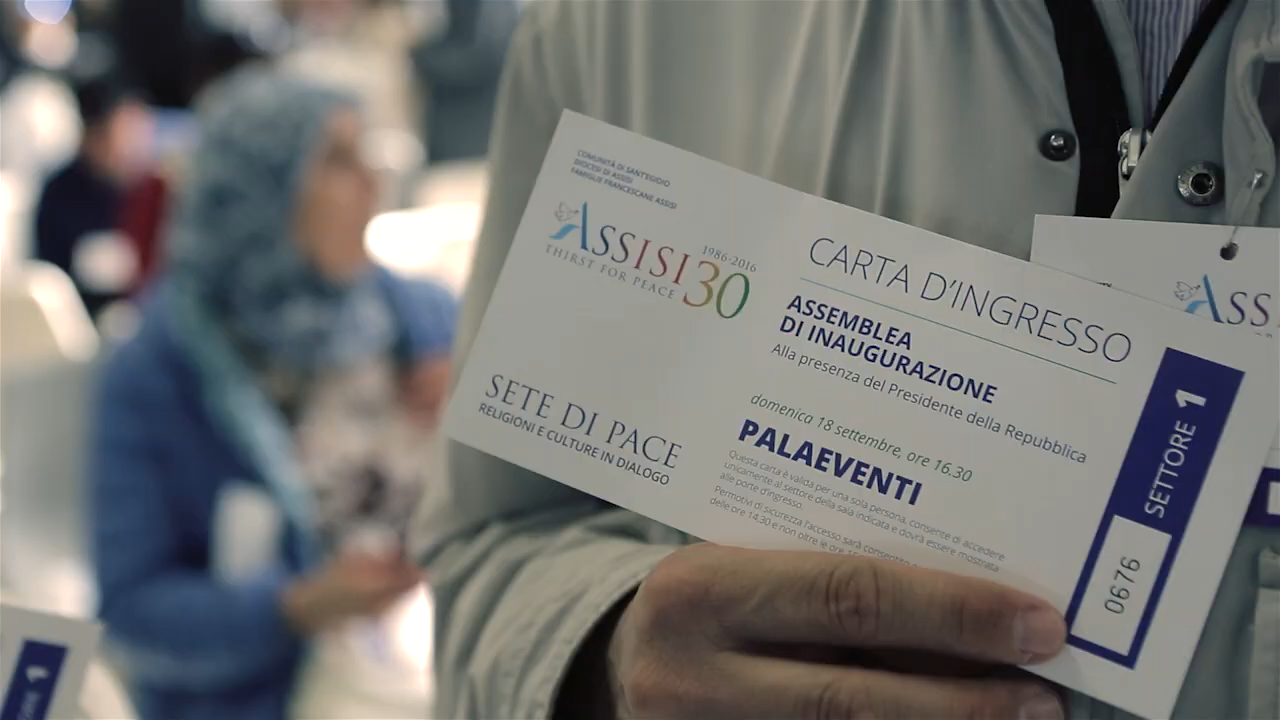 COMUNITÀ DI SANT'EGIDIO
DIOCESI DI ASSISI
FAMIGLIE FRANCESCANE ASSISI
ASSISI30
1986-2016
THIRST FOR PEACE
SETE DI PACE
RELIGIONI E CULTURE IN DIALOGO
CARTA D'INGRESSO
ASSEMBLEA
DI INAUGURAZIONE
Alla presenza del Presidente della Repubblica
domenica 18 settembre, ore 16.30
PALAEVENTI
Questa carta è valida per una sola persona, consente di accedere
unicamente al settore della sala indicata e dovrà essere mostrata
alle porte d'ingresso.
Per motivi di sicurezza l'accesso sarà consentito
delle ore 14,30 e non oltre le ore
SETTORE 1
0676
ASS
1